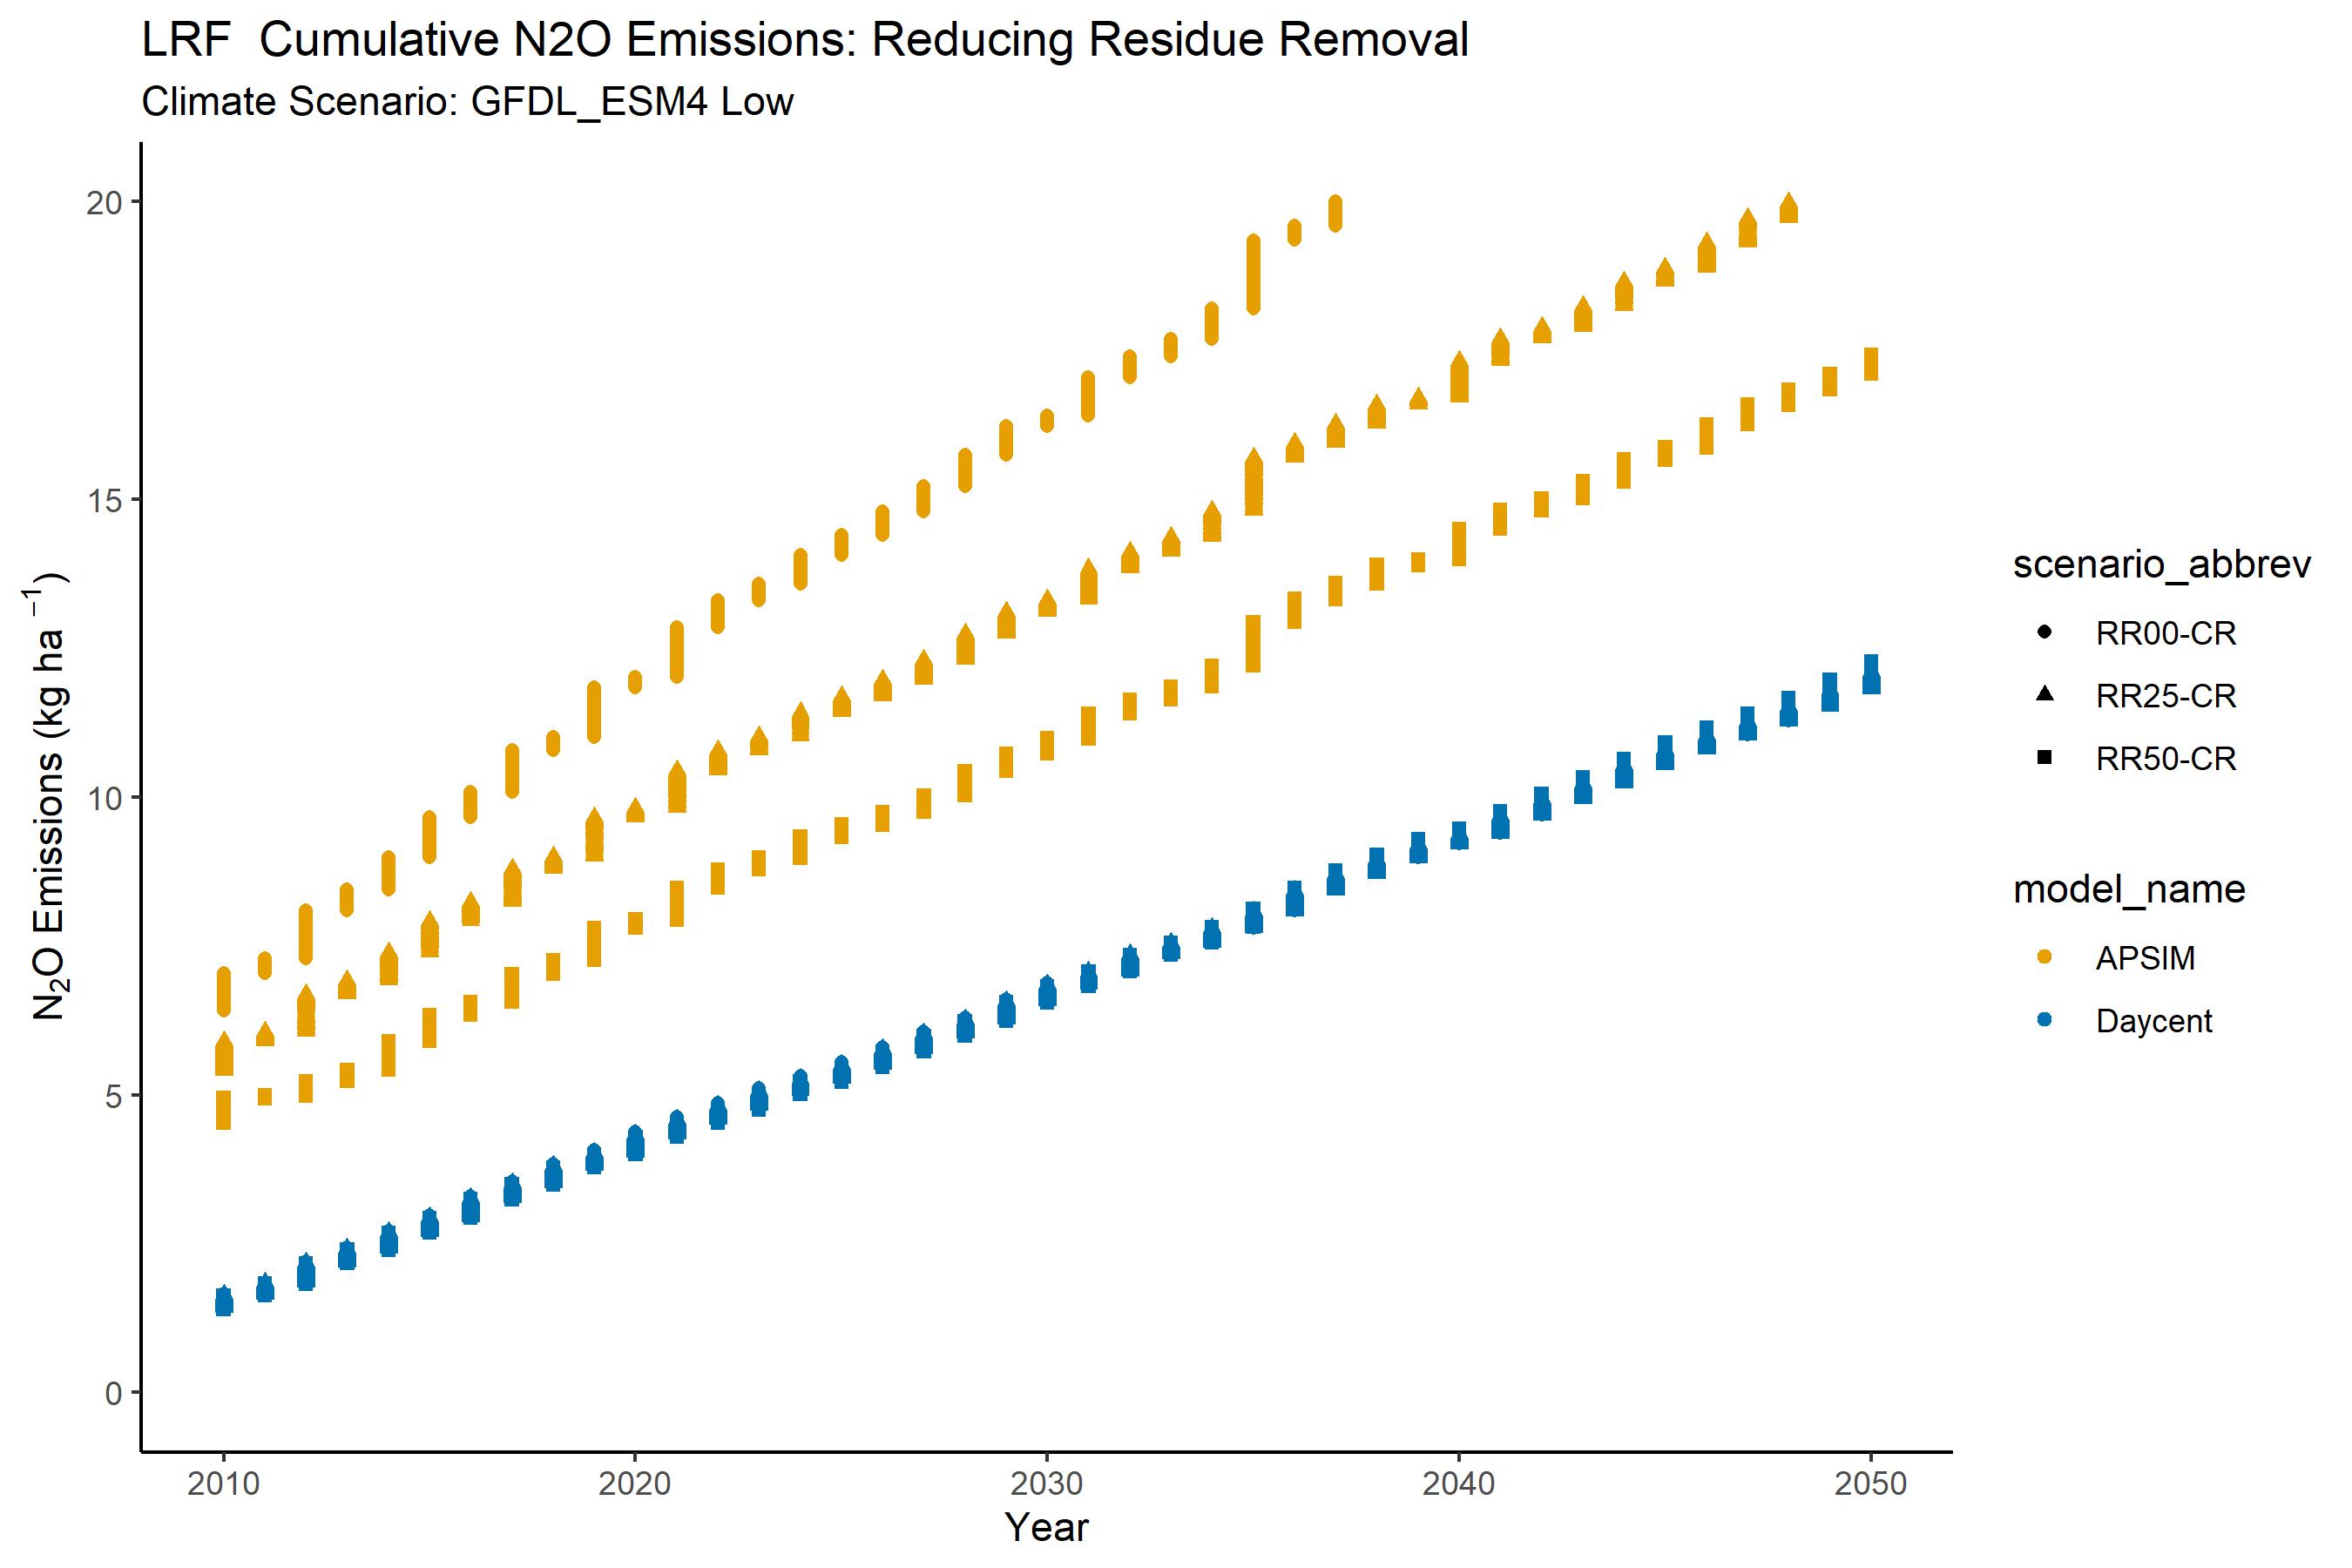 LRF  Cumulative N2O Emissions: Reducing Residue Removal
Climate Scenario: GFDL_ESM4 Low
N₂O Emissions (kg ha ⁻¹)
20
15
10
5
0
2010 2020 2030 2040 2050
Year
scenario_abbrev
RR00-CR
RR25-CR
RR50-CR
model_name
APSIM
Daycent